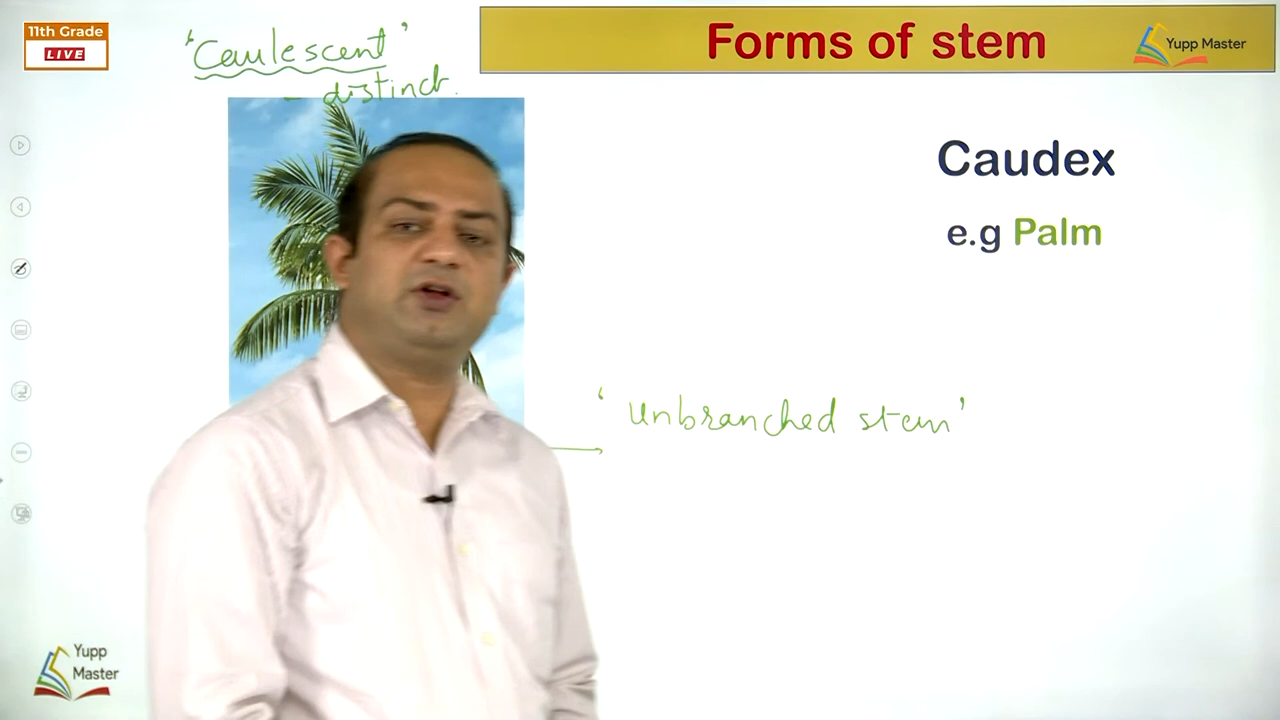 11th Grade
LIVE
'Caulescent'
- distinct.
Forms of stem
Yupp Master
Caudex
e.g Palm
'unbranched stem'
Yupp
Master